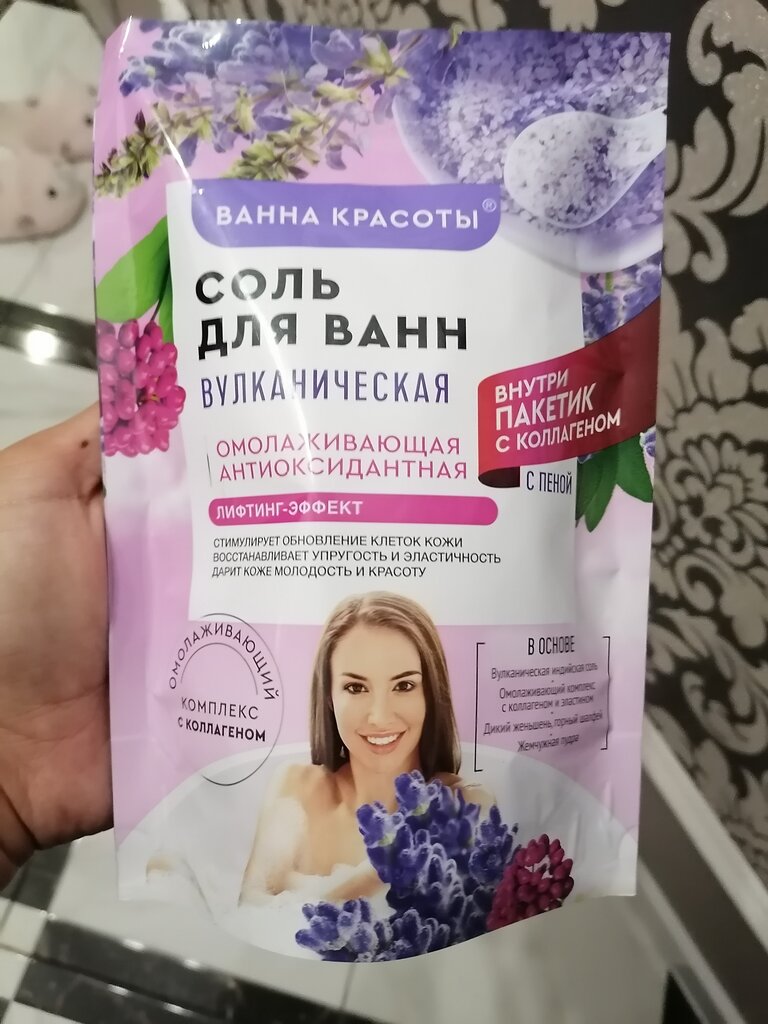 ВАННА КРАСОТЫ®
СОЛЬ
ДЛЯ ВАНН
ВУЛКАНИЧЕСКАЯ
ВНУТРИ
ПАКЕТИК
С КОЛЛАГЕНОМ
ОМОЛАЖИВАЮЩАЯ
АНТИОКСИДАНТНАЯ
С ПЕНОЙ
ЛИФТИНГ-ЭФФЕКТ
СТИМУЛИРУЕТ ОБНОВЛЕНИЕ КЛЕТОК КОЖИ
ВОССТАНАВЛИВАЕТ УПРУГОСТЬ И ЭЛАСТИЧНОСТЬ
ДАРИТ КОЖЕ МОЛОДОСТЬ И КРАСОТУ
ОМОЛАЖИВАЮЩИЙ
КОМПЛЕКС
С КОЛЛАГЕНОМ
В ОСНОВЕ
Вулканическая индийская соль
Омолаживающий комплекс
с коллагеном и эластином
Дикий женьшень, горный шалфей
Жемчужная пудра